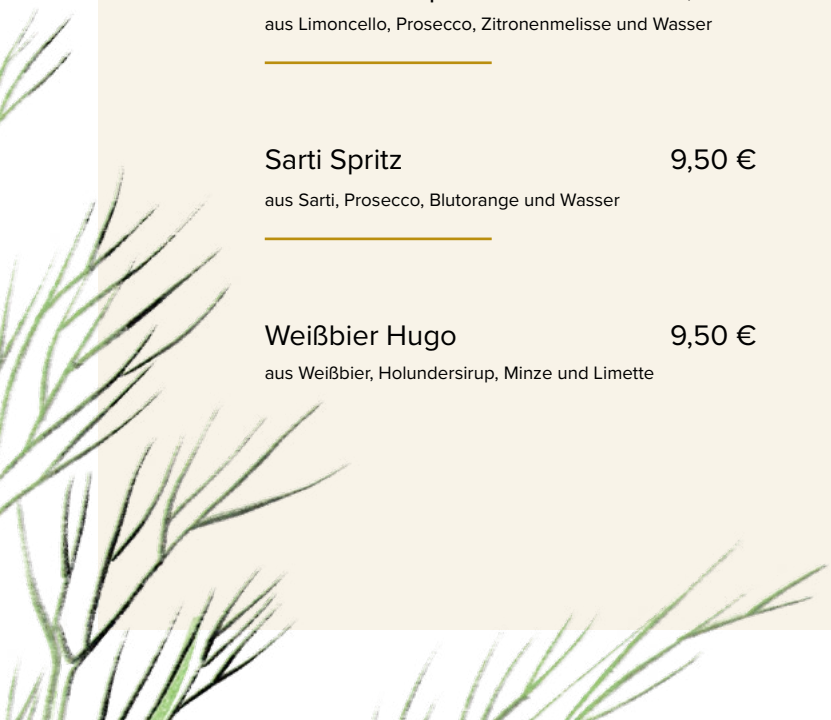 aus Limoncello, Prosecco, Zitronenmelisse und Wasser
Sarti Spritz 9,50 €
aus Sarti, Prosecco, Blutorange und Wasser
Weißbier Hugo 9,50 €
aus Weißbier, Holundersirup, Minze und Limette